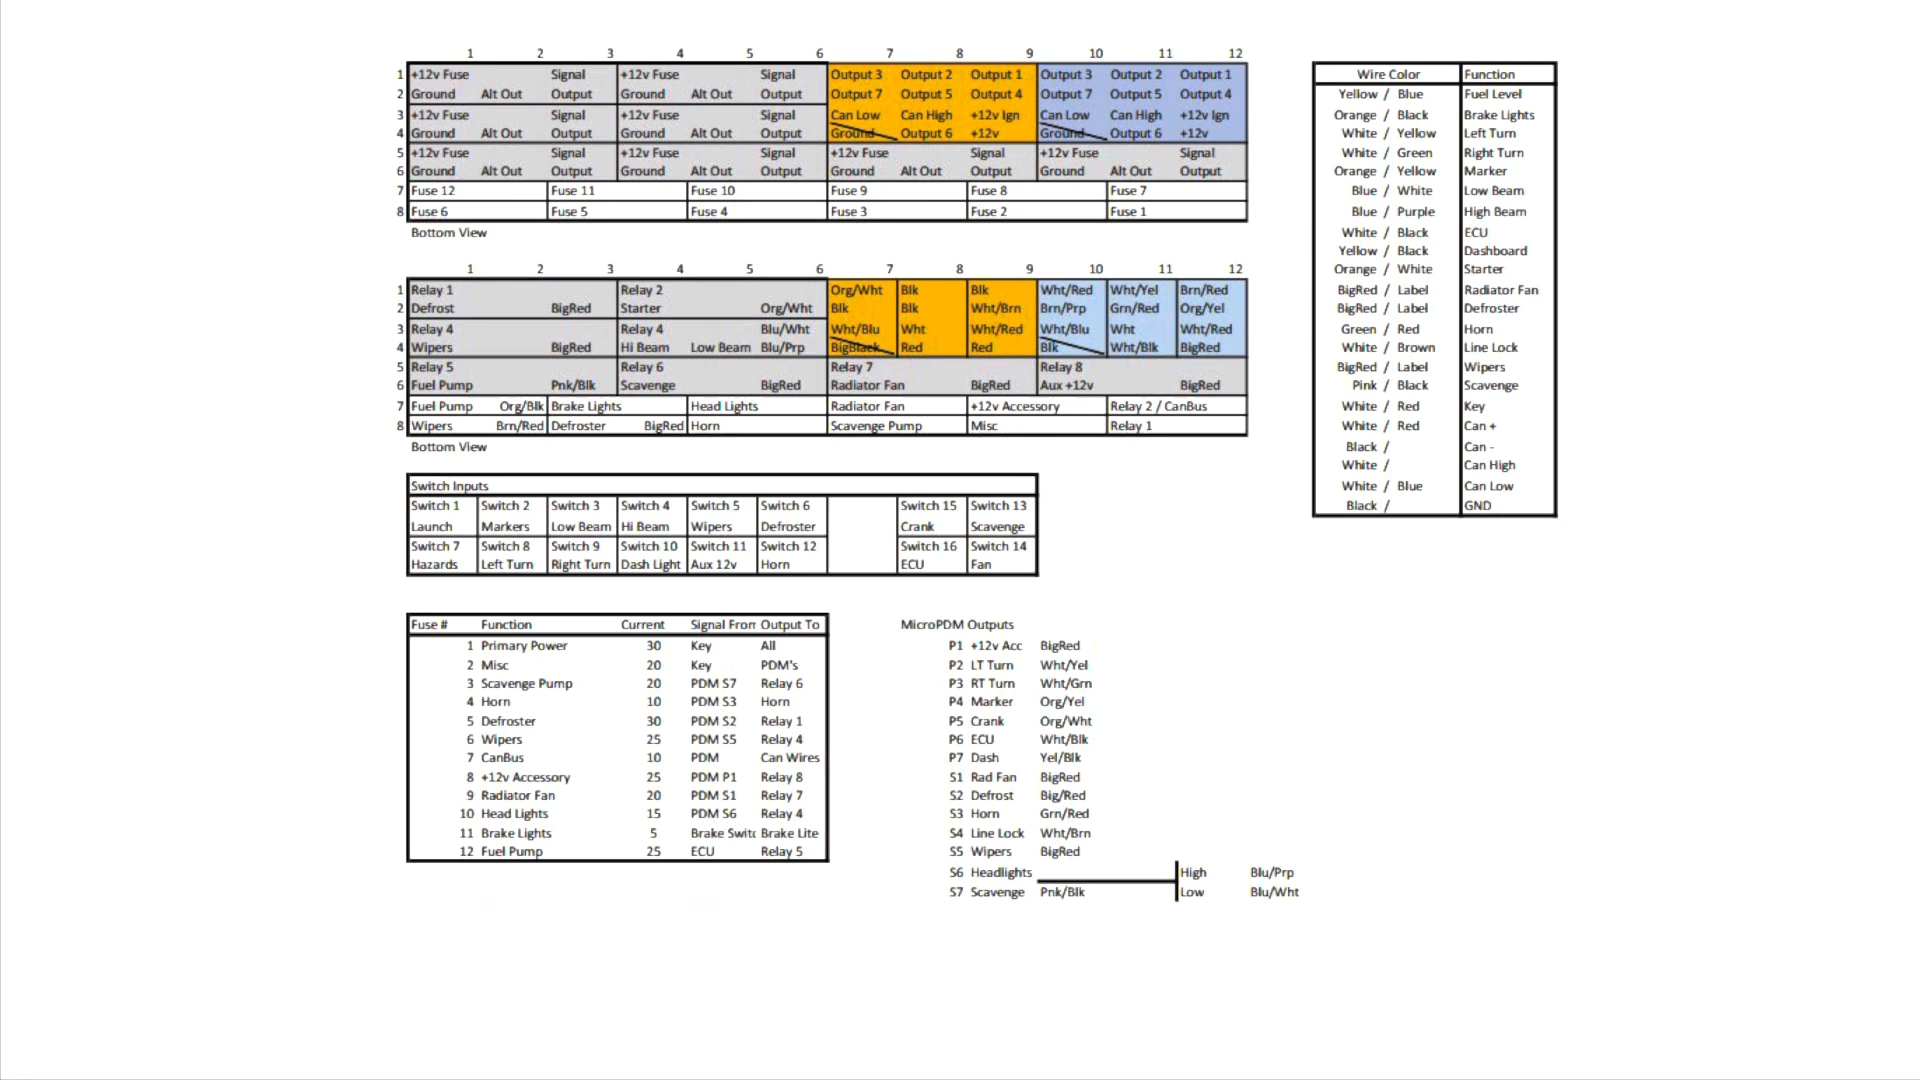 1 2 3 4 5 6 7 8 9 10 11 12
1 +12v Fuse Signal +12v Fuse Signal Output 3 Output 2 Output 1 Output 3 Output 2 Output 1
2 Ground Alt Out Output Ground Alt Out Output Output 7 Output 5 Output 4 Output 7 Output 5 Output 4
3 +12v Fuse Signal +12v Fuse Signal Can Low Can High +12v Ign Can Low Can High +12v Ign
4 Ground Alt Out Output Ground Alt Out Output Ground Output 6 +12v Ground Output 6 +12v
5 +12v Fuse Signal +12v Fuse Signal +12v Fuse Signal +12v Fuse Signal
6 Ground Alt Out Output Ground Alt Out Output Ground Alt Out Output Ground Alt Out Output
7 Fuse 12 Fuse 11 Fuse 10 Fuse 9 Fuse 8 Fuse 7
8 Fuse 6 Fuse 5 Fuse 4 Fuse 3 Fuse 2 Fuse 1
Bottom View
1 2 3 4 5 6 7 8 9 10 11 12
1 Relay 1 Relay 2 Org/Wht Blk Blk Wht/Red Wht/Yel Brn/Red
2 Defrost BigRed Starter Org/Wht Blk Blk Wht/Brn Brn/Prp Grn/Red Org/Yel
3 Relay 4 Relay 4 Blu/Wht Wht/Blu Wht Wht/Red Wht/Blu Wht Wht/Red
4 Wipers BigRed Hi Beam Low Beam Blu/Prp BigBlack Red Red Blk Wht/Blk BigRed
5 Relay 5 Relay 6 Relay 7 Relay 8
6 Fuel Pump Pnk/Blk Scavenge BigRed Radiator Fan BigRed Aux +12v BigRed
7 Fuel Pump Org/Blk Brake Lights Head Lights Radiator Fan +12v Accessory Relay 2 / CanBus
8 Wipers Brn/Red Defroster BigRed Horn Scavenge Pump Misc Relay 1
Bottom View
Switch Inputs
Switch 1 Switch 2 Switch 3 Switch 4 Switch 5 Switch 6 Switch 15 Switch 13
Launch Markers Low Beam Hi Beam Wipers Defroster Crank Scavenge
Switch 7 Switch 8 Switch 9 Switch 10 Switch 11 Switch 12 Switch 16 Switch 14
Hazards Left Turn Right Turn Dash Light Aux 12v Horn ECU Fan
Fuse # Function Current Signal From Output To
1 Primary Power 30 Key All
2 Misc 20 Key PDM's
3 Scavenge Pump 20 PDM S7 Relay 6
4 Horn 10 PDM S3 Horn
5 Defroster 30 PDM S2 Relay 1
6 Wipers 25 PDM S5 Relay 4
7 CanBus 10 PDM Can Wires
8 +12v Accessory 25 PDM P1 Relay 8
9 Radiator Fan 20 PDM S1 Relay 7
10 Head Lights 15 PDM S6 Relay 4
11 Brake Lights 5 Brake Switc Brake Lite
12 Fuel Pump 25 ECU Relay 5
MicroPDM Outputs
P1 +12v Acc BigRed
P2 LT Turn Wht/Yel
P3 RT Turn Wht/Grn
P4 Marker Org/Yel
P5 Crank Org/Wht
P6 ECU Wht/Blk
P7 Dash Yel/Blk
S1 Rad Fan BigRed
S2 Defrost Big/Red
S3 Horn Grn/Red
S4 Line Lock Wht/Brn
S5 Wipers BigRed
S6 Headlights High Blu/Prp
S7 Scavenge Pnk/Blk Low Blu/Wht
Wire Color Function
Yellow / Blue Fuel Level
Orange / Black Brake Lights
White / Yellow Left Turn
White / Green Right Turn
Orange / Yellow Marker
Blue / White Low Beam
Blue / Purple High Beam
White / Black ECU
Yellow / Black Dashboard
Orange / White Starter
BigRed / Label Radiator Fan
BigRed / Label Defroster
Green / Red Horn
White / Brown Line Lock
BigRed / Label Wipers
Pink / Black Scavenge
White / Red Key
White / Red Can +
Black / Can -
White / Can High
White / Blue Can Low
Black / GND